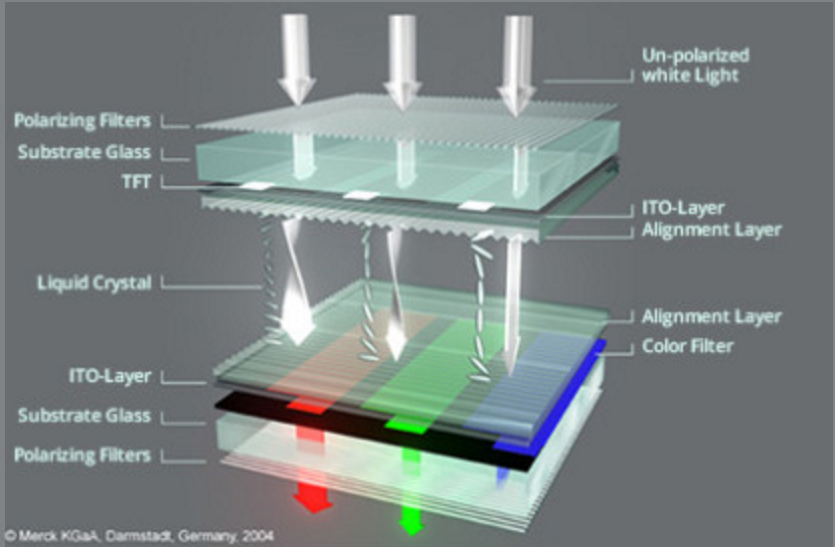 Un-polarized
white Light
Polarizing Filters
Substrate Glass
TFT
ITO-Layer
Alignment Layer
Liquid Crystal
Alignment Layer
Color Filter
ITO-Layer
Substrate Glass
Polarizing Filters
© Merck KGaA, Darmstadt, Germany, 2004